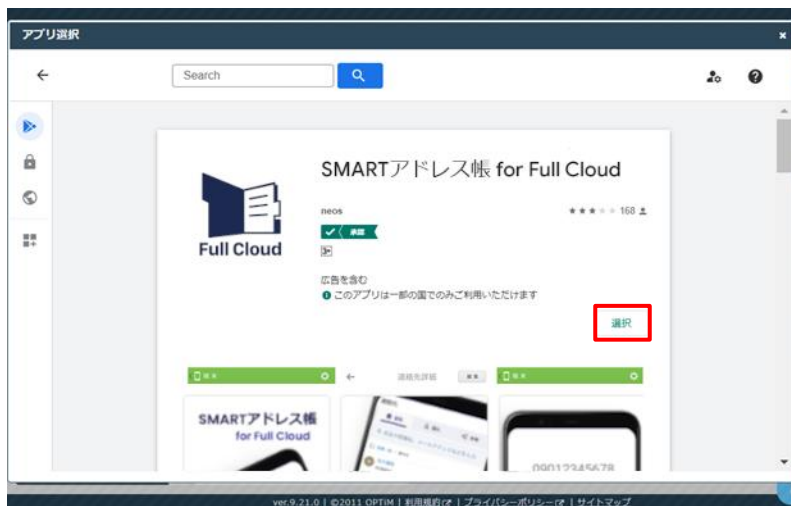 アプリ選択
Search
SMARTアドレス帳 for Full Cloud
neos
168
承認
3+
Full Cloud
広告を含む
このアプリは一部の国でのみご利用いただけます
選択
連絡先詳細
SMARTアドレス帳
for Full Cloud
09012345678
ver.9.21.0 | ©2011 OPTiM | 利用規約 | プライバシーポリシー | サイトマップ